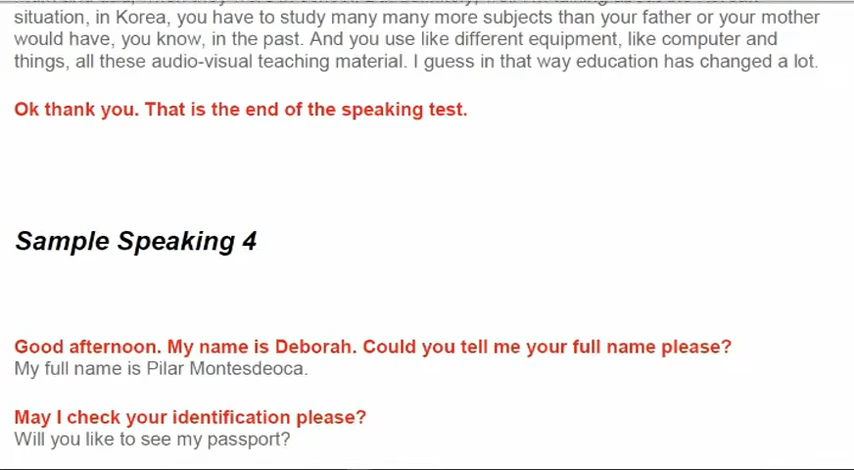 situation, in Korea, you have to study many many more subjects than your father or your mother
would have, you know, in the past. And you use like different equipment, like computer and
things, all these audio-visual teaching material. I guess in that way education has changed a lot.
Ok thank you. That is the end of the speaking test.
Sample Speaking 4
Good afternoon. My name is Deborah. Could you tell me your full name please?
My full name is Pilar Montesdeoca.
May I check your identification please?
Will you like to see my passport?